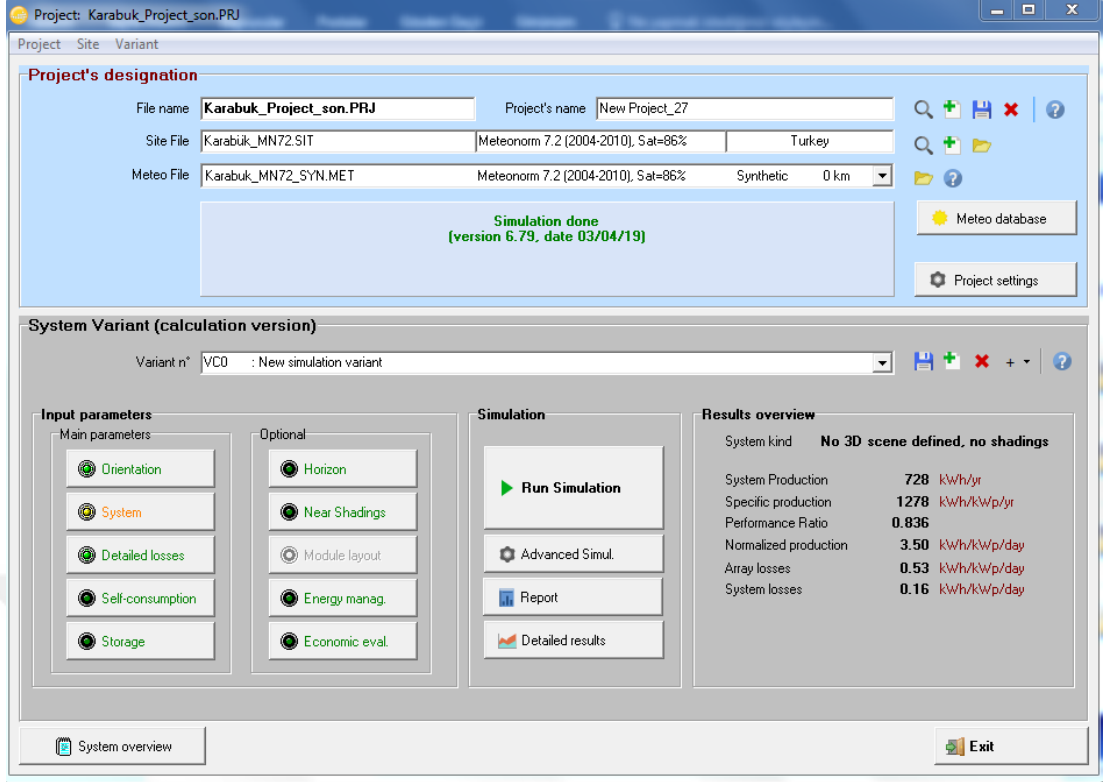 Project: Karabuk_Project_son.PRJ
Project Site Variant
Project's designation
File name Karabuk_Project_son.PRJ Project's name New Project_27
Site File Karabük_MN72.SIT Meteonorm 7.2 (2004-2010), Sat=86% Turkey
Meteo File Karabuk_MN72_SYN.MET Meteonorm 7.2 (2004-2010), Sat=86% Synthetic 0 km
Simulation done
(version 6.79, date 03/04/19)
Meteo database
Project settings
System Variant (calculation version)
Variant n° VC0 : New simulation variant
Input parameters
Main parameters
Orientation
System
Detailed losses
Self-consumption
Storage
Optional
Horizon
Near Shadings
Module layout
Energy manag.
Economic eval.
Simulation
Run Simulation
Advanced Simul.
Report
Detailed results
Results overview
System kind No 3D scene defined, no shadings
System Production 728 kWh/yr
Specific production 1278 kWh/kWp/yr
Performance Ratio 0.836
Normalized production 3.50 kWh/kWp/day
Array losses 0.53 kWh/kWp/day
System losses 0.16 kWh/kWp/day
System overview
Exit